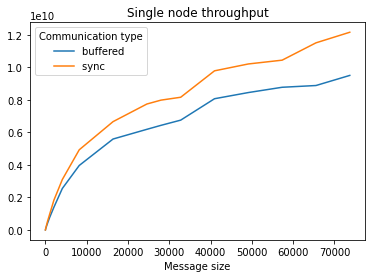 Single node throughput
1e10
Communication type
buffered
sync
1.2
1.0
0.8
0.6
0.4
0.2
0.0
0 10000 20000 30000 40000 50000 60000 70000
Message size